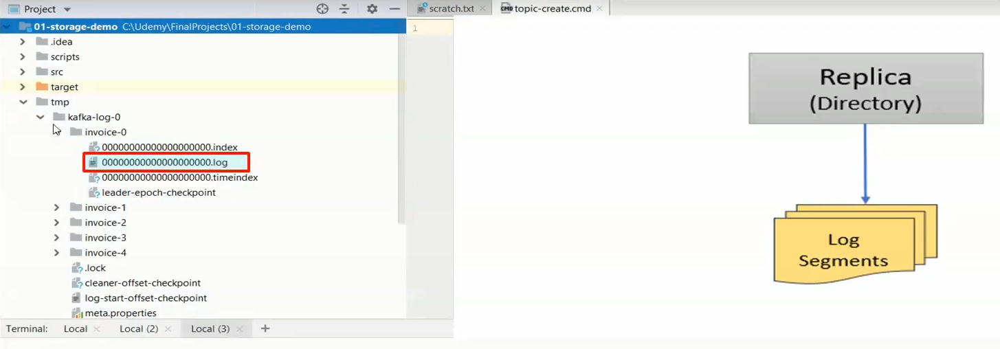 Project
01-storage-demo C:\Udemy\FinalProjects\01-storage-demo
.idea
scripts
src
target
tmp
kafka-log-0
invoice-0
00000000000000000000.index
00000000000000000000.log
00000000000000000000.timeindex
leader-epoch-checkpoint
invoice-1
invoice-2
invoice-3
invoice-4
.lock
cleaner-offset-checkpoint
log-start-offset-checkpoint
meta.properties
Terminal: Local Local (2) Local (3)
scratch.txt CMD topic-create.cmd
1
Replica
(Directory)
Log
Segments